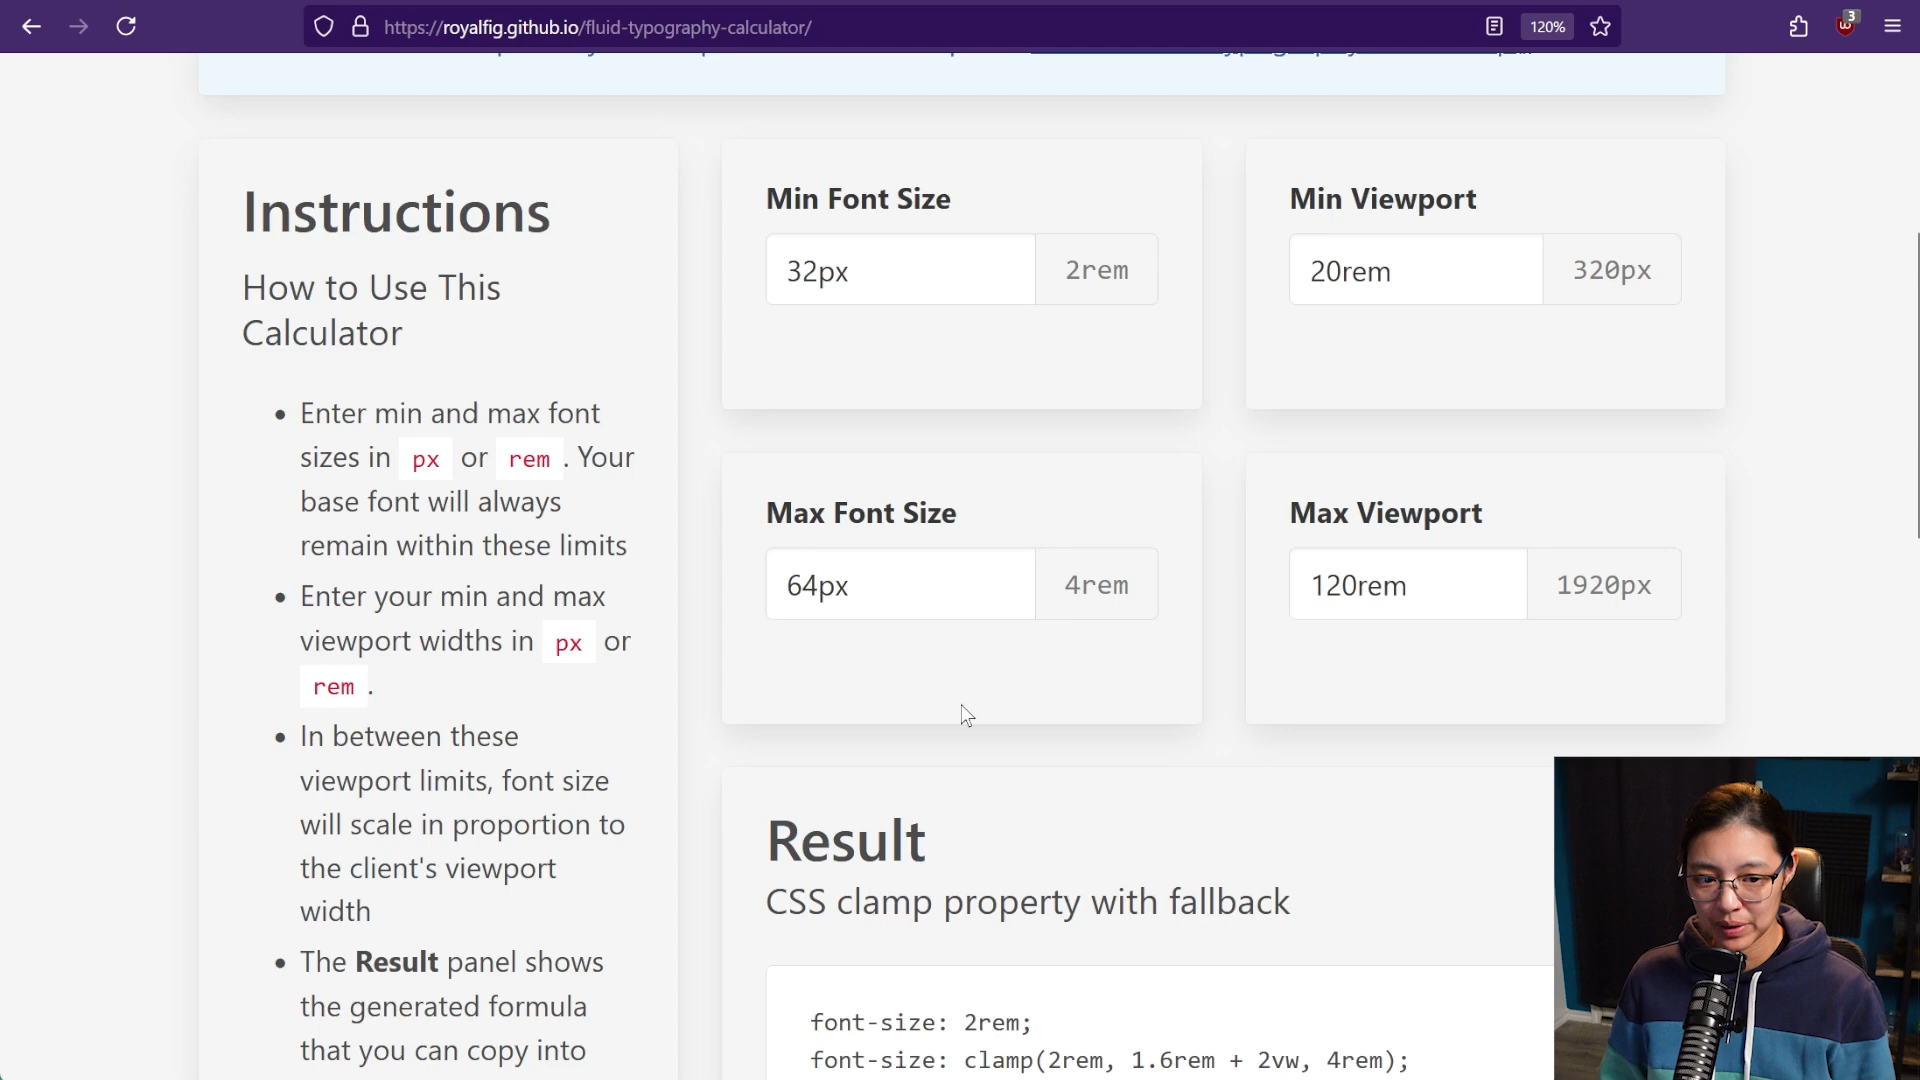 https://royalfig.github.io/fluid-typography-calculator/
120%
3
Instructions
How to Use This
Calculator
• Enter min and max font
sizes in px or rem . Your
base font will always
remain within these limits
• Enter your min and max
viewport widths in px or
rem .
• In between these
viewport limits, font size
will scale in proportion to
the client's viewport
width
• The Result panel shows
the generated formula
that you can copy into
Min Font Size
32px 2rem
Min Viewport
20rem 320px
Max Font Size
64px 4rem
Max Viewport
120rem 1920px
Result
CSS clamp property with fallback
font-size: 2rem;
font-size: clamp(2rem, 1.6rem + 2vw, 4rem);